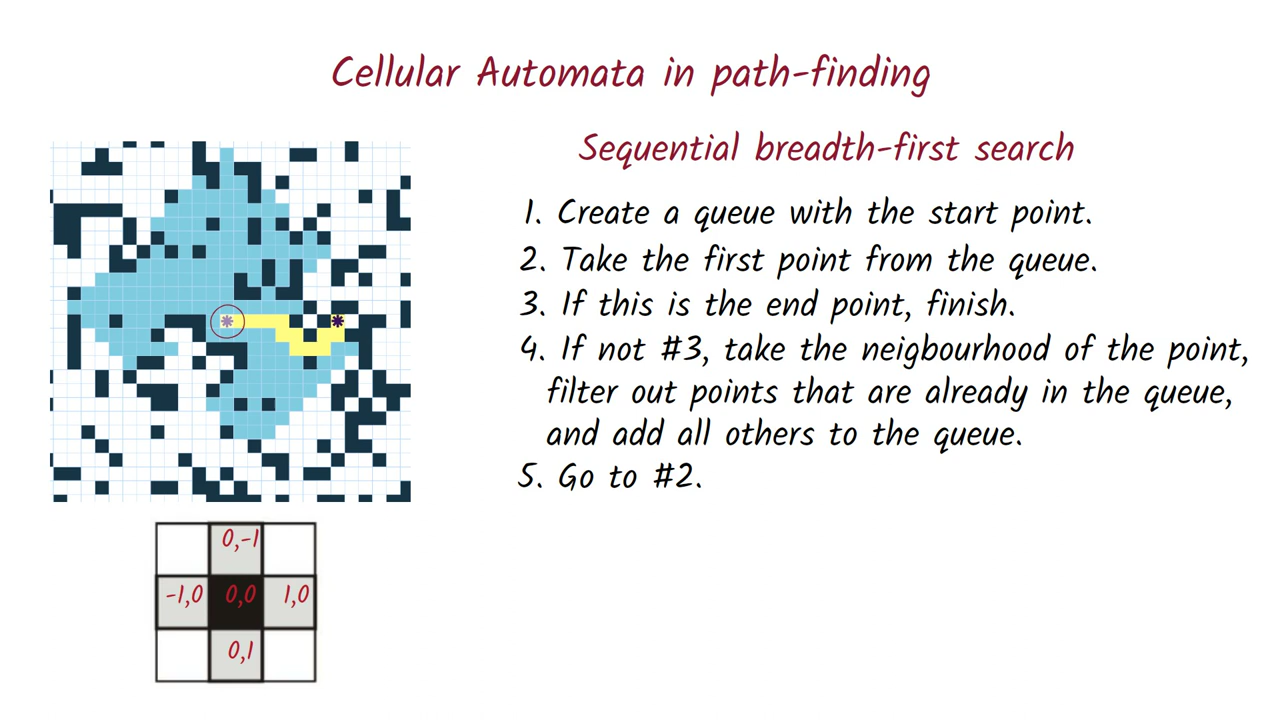 Cellular Automata in path-finding
Sequential breadth-first search
1. Create a queue with the start point.
2. Take the first point from the queue.
3. If this is the end point, finish.
4. If not #3, take the neigbourhood of the point,
filter out points that are already in the queue,
and add all others to the queue.
5. Go to #2.
0,-1
-1,0 0,0 1,0
0,1